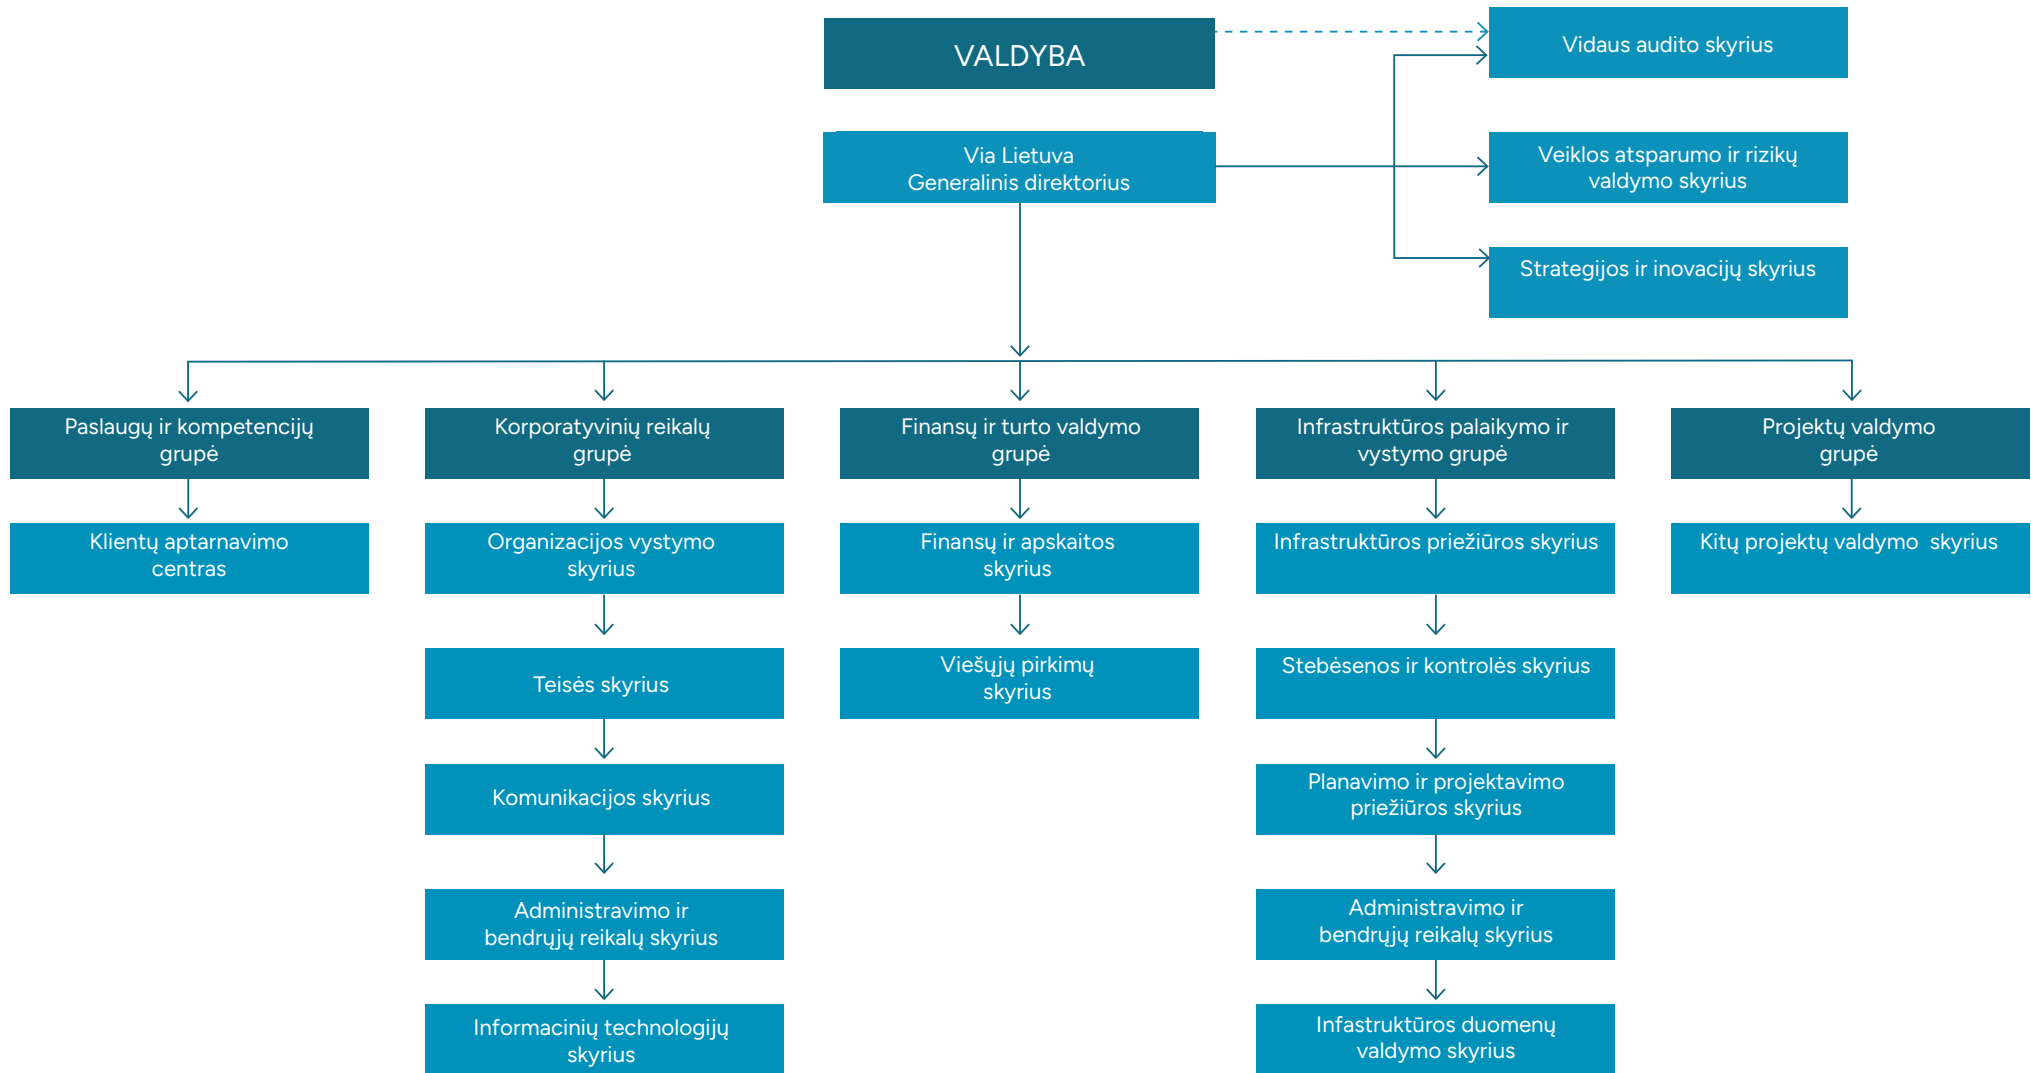 VALDYBA
Vidaus audito skyrius
Via Lietuva
Generalinis direktorius
Veiklos atsparumo ir rizikų
valdymo skyrius
Strategijos ir inovacijų skyrius
Paslaugų ir kompetencijų
grupė
Korporatyvinių reikalų
grupė
Finansų ir turto valdymo
grupė
Infrastruktūros palaikymo ir
vystymo grupė
Projektų valdymo
grupė
Klientų aptarnavimo
centras
Organizacijos vystymo
skyrius
Finansų ir apskaitos
skyrius
Infrastruktūros priežiūros skyrius
Kitų projektų valdymo  skyrius
Teisės skyrius
Viešųjų pirkimų
skyrius
Stebėsenos ir kontrolės skyrius
Komunikacijos skyrius
Planavimo ir projektavimo
priežiūros skyrius
Administravimo ir
bendrųjų reikalų skyrius
Administravimo ir
bendrųjų reikalų skyrius
Informacinių technologijų
skyrius
Infastruktūros duomenų
valdymo skyrius